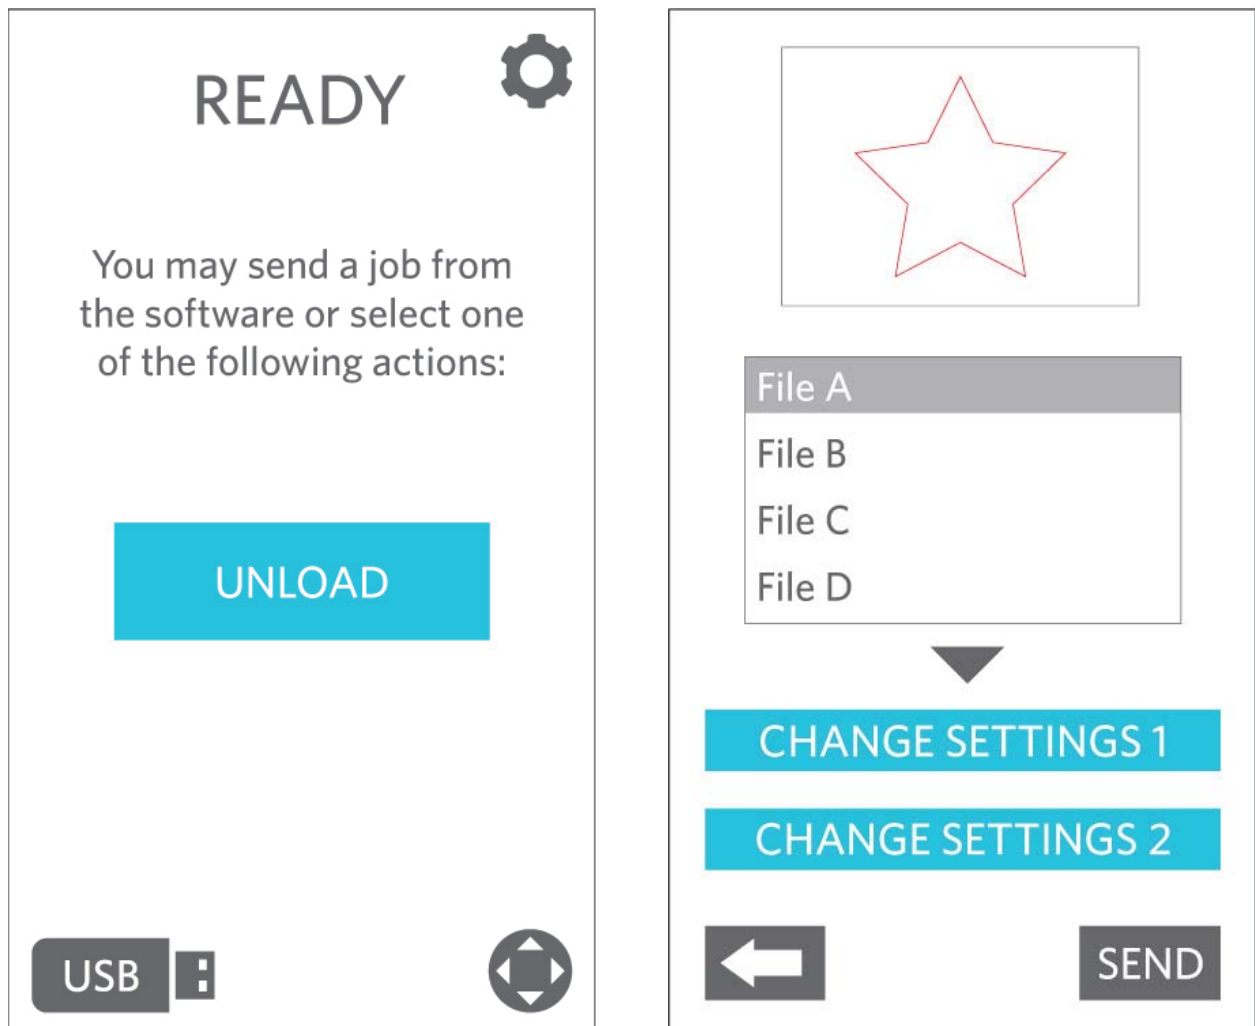 READY
You may send a job from
the software or select one
of the following actions:
UNLOAD
USB
File A
File B
File C
File D
CHANGE SETTINGS 1
CHANGE SETTINGS 2
SEND